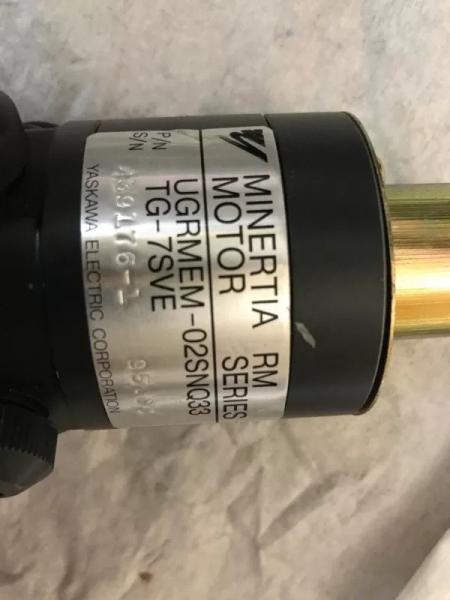 MINERTIA RM
MOTOR SERIES
UGRMEM-02SNQ33
TG-7SVE
P/N
S/N
YASKAWA ELECTRIC CORPORATION